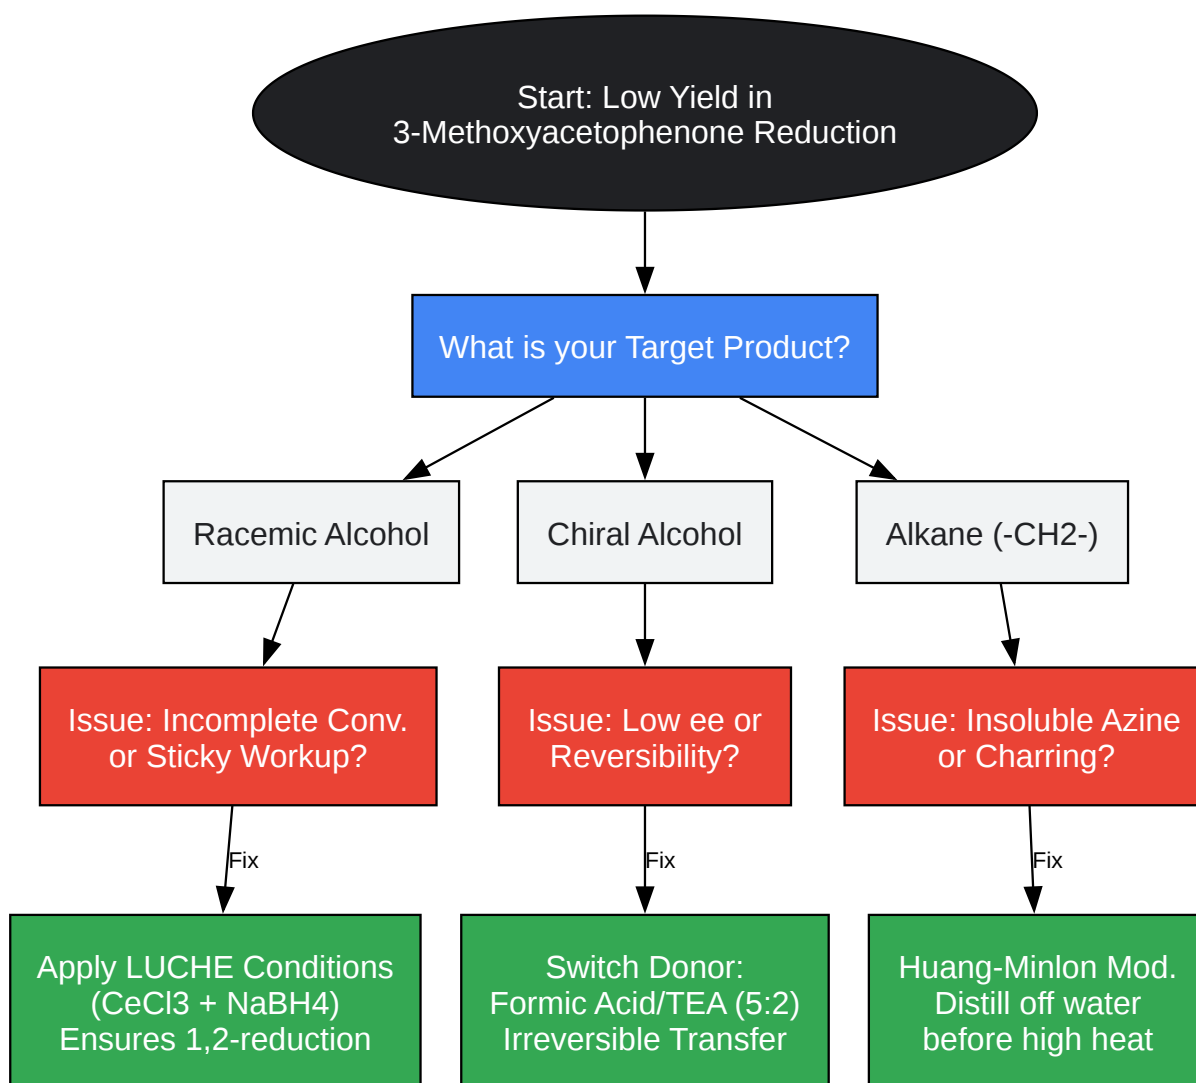 Start: Low Yield in
3-Methoxyacetophenone Reduction
What is your Target Product?
Racemic Alcohol
Chiral Alcohol
Alkane (-CH2-)
Issue: Incomplete Conv.
or Sticky Workup?
Issue: Low ee or
Reversibility?
Issue: Insoluble Azine
or Charring?
Fix
Fix
Fix
Apply LUCHE Conditions
(CeCl3 + NaBH4)
Ensures 1,2-reduction
Switch Donor:
Formic Acid/TEA (5:2)
Irreversible Transfer
Huang-Minlon Mod.
Distill off water
before high heat